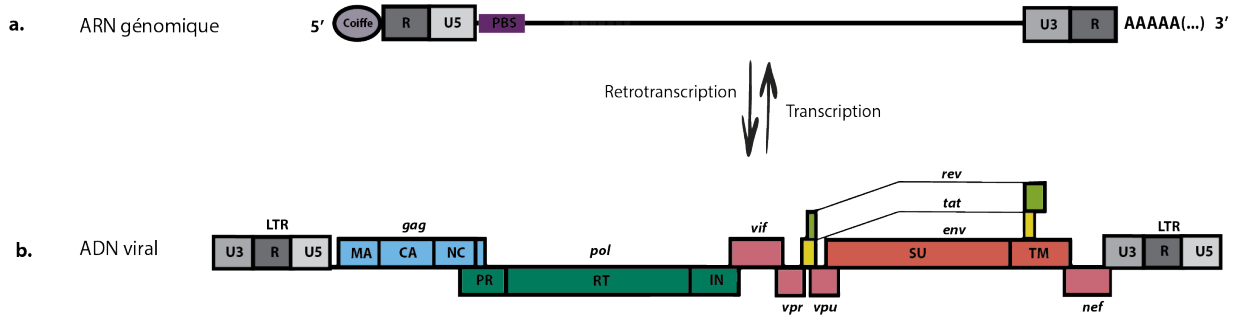 a. ARN génomique 5’ Coiffe R U5 PBS U3 R AAAAA(...) 3’
Retrotranscription
Transcription
rev
tat
LTR gag vif env LTR
b. ADN viral U3 R U5 MA CA NC pol SU TM U3 R U5
PR RT IN
vpr vpu nef